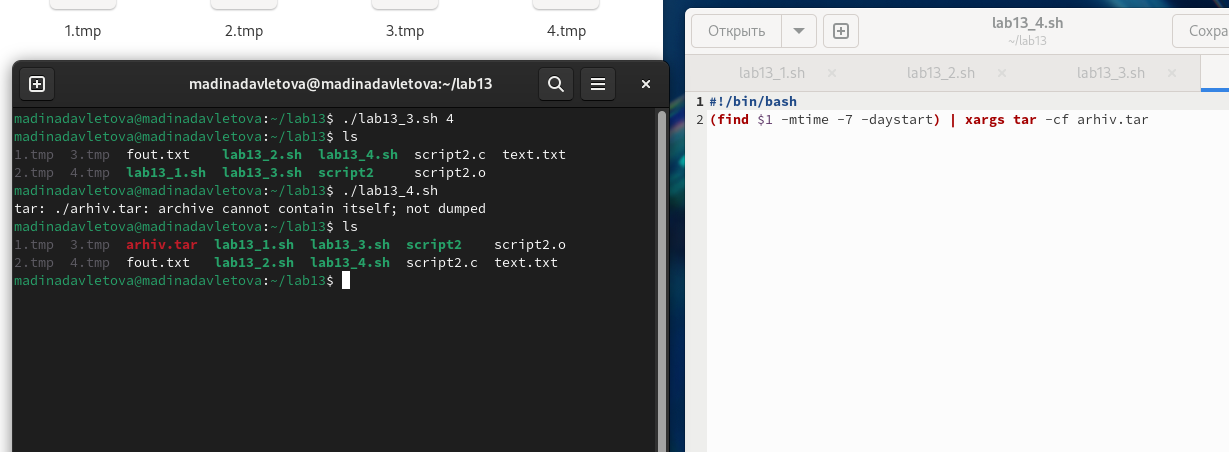 1.tmp 2.tmp 3.tmp 4.tmp
madinadavletova@madinadavletova:~/lab13
madinadavletova@madinadavletova:~/lab13$ ./lab13_3.sh 4
madinadavletova@madinadavletova:~/lab13$ ls
1.tmp 3.tmp fout.txt lab13_2.sh lab13_4.sh script2.c text.txt
2.tmp 4.tmp lab13_1.sh lab13_3.sh script2 script2.o
madinadavletova@madinadavletova:~/lab13$ ./lab13_4.sh
tar: ./arhiv.tar: archive cannot contain itself; not dumped
madinadavletova@madinadavletova:~/lab13$ ls
1.tmp 3.tmp arhiv.tar lab13_1.sh lab13_3.sh script2 script2.o
2.tmp 4.tmp fout.txt lab13_2.sh lab13_4.sh script2.c text.txt
madinadavletova@madinadavletova:~/lab13$
Открыть
lab13_4.sh
~/lab13
Сохра
lab13_1.sh × lab13_2.sh × lab13_3.sh ×
1 #!/bin/bash
2 (find $1 -mtime -7 -daystart) | xargs tar -cf arhiv.tar